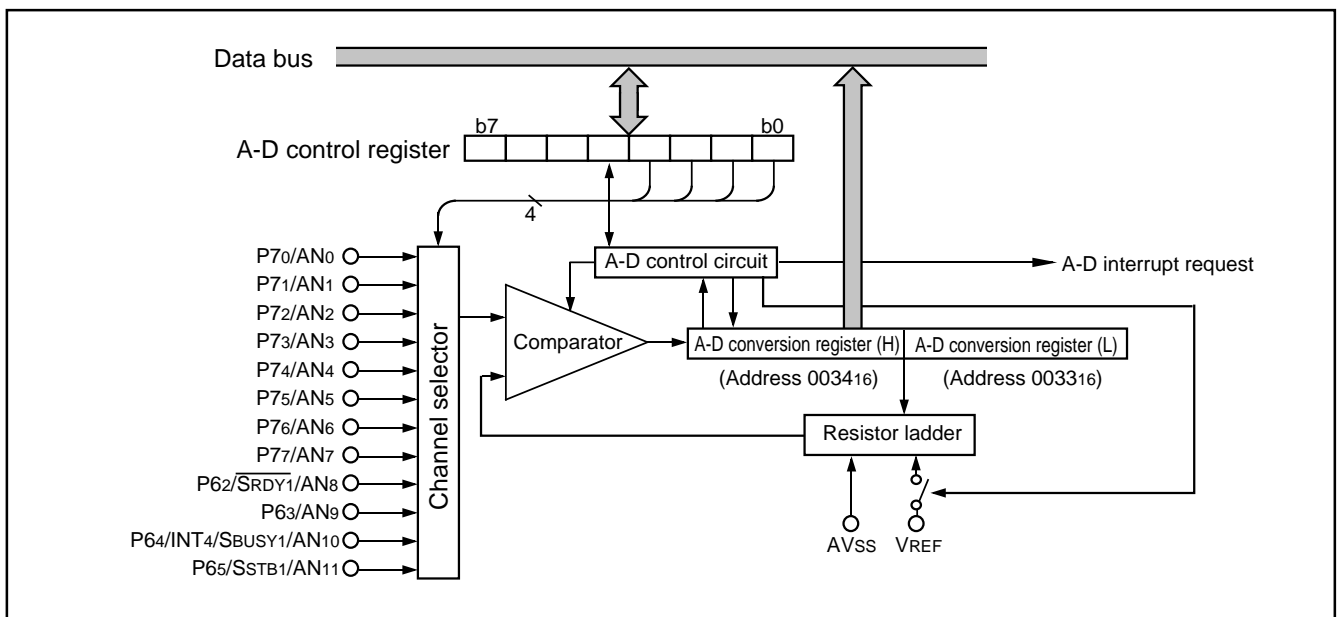 Data bus
b7 b0
A-D control register
4
P70/AN0
A-D control circuit
A-D interrupt request
P71/AN1
P72/AN2
P73/AN3
P74/AN4
P75/AN5
P76/AN6
P77/AN7
P62/SRDY1/AN8
P63/AN9
P64/INT4/SBUSY1/AN10
P65/SSTB1/AN11
Channel selector
Comparator
A-D conversion register (H) A-D conversion register (L)
(Address 003416) (Address 003316)
Resistor ladder
AVSS VREF